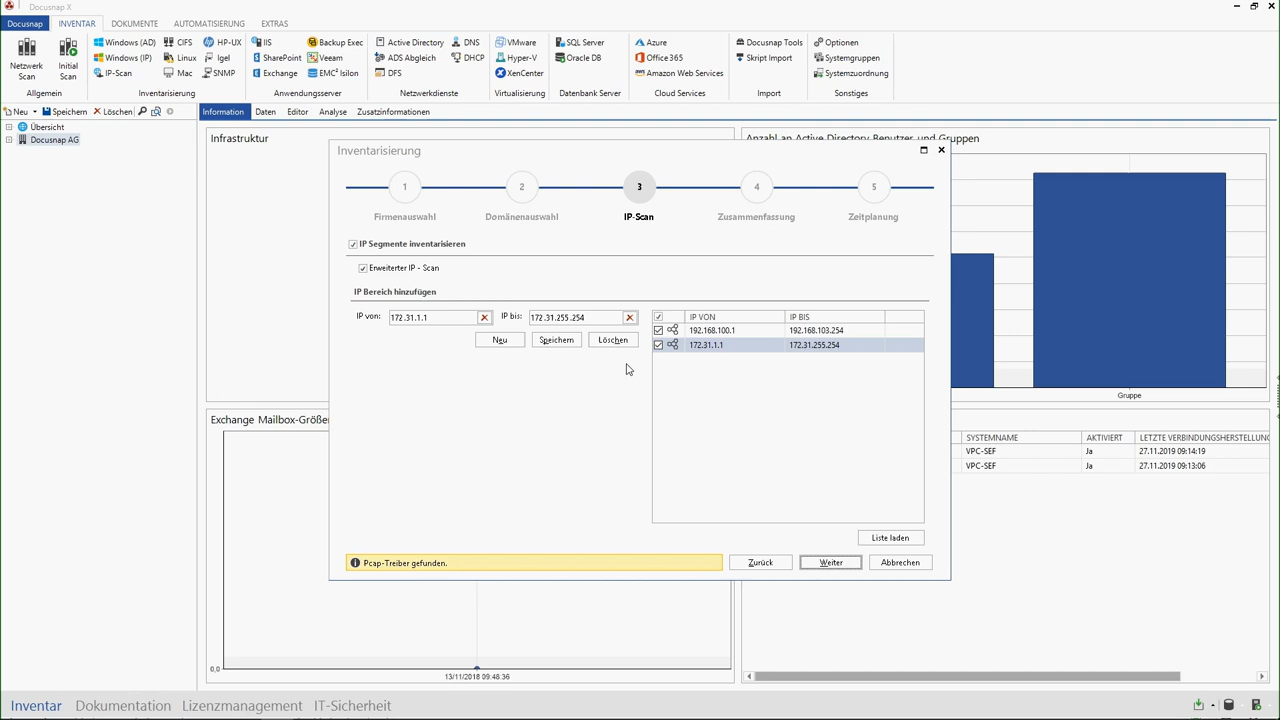 Docusnap X
Docusnap INVENTAR DOKUMENTE AUTOMATISIERUNG EXTRAS
Windows (AD) CIFS HP-UX IIS Backup Exec Active Directory DNS VMware SQL Server Azure Docusnap Tools Optionen
Windows (IP) Linux Igel SharePoint Veeam ADS Abgleich DHCP Hyper-V Oracle DB Office 365 Skript Import Systemgruppen
IP-Scan Mac SNMP Exchange EMC² Isilon DFS XenCenter Amazon Web Services Systemzuordnung
Netzwerk Scan
Initial Scan
Allgemein Inventarisierung Anwendungsserver Netzwerkdienste Virtualisierung Datenbank Server Cloud Services Import Sonstiges
Neu Speichern Löschen
Information Daten Editor Analyse Zusatzinformationen
Übersicht
Docusnap AG
Infrastruktur
Anzahl an Active Directory Benutzer und Gruppen
Inventarisierung
1 2 3 4 5
Firmenauswahl Domänenauswahl IP-Scan Zusammenfassung Zeitplanung
IP Segmente inventarisieren
Erweiterter IP - Scan
IP Bereich hinzufügen
IP von: 172.31.1.1 IP bis: 172.31.255.254
Neu Speichern Löschen
IP VON IP BIS
192.168.100.1 192.168.103.254
172.31.1.1 172.31.255.254
Liste laden
Pcap-Treiber gefunden.
Zurück Weiter Abbrechen
Gruppe
Exchange Mailbox-Größe
0,0
13/11/2018 09:48:36
SYSTEMNAME AKTIVIERT LETZTE VERBINDUNGSHERSTELLUNG
VPC-SEF Ja 27.11.2019 09:14:19
VPC-SEF Ja 27.11.2019 09:13:06
Inventar Dokumentation Lizenzmanagement IT-Sicherheit